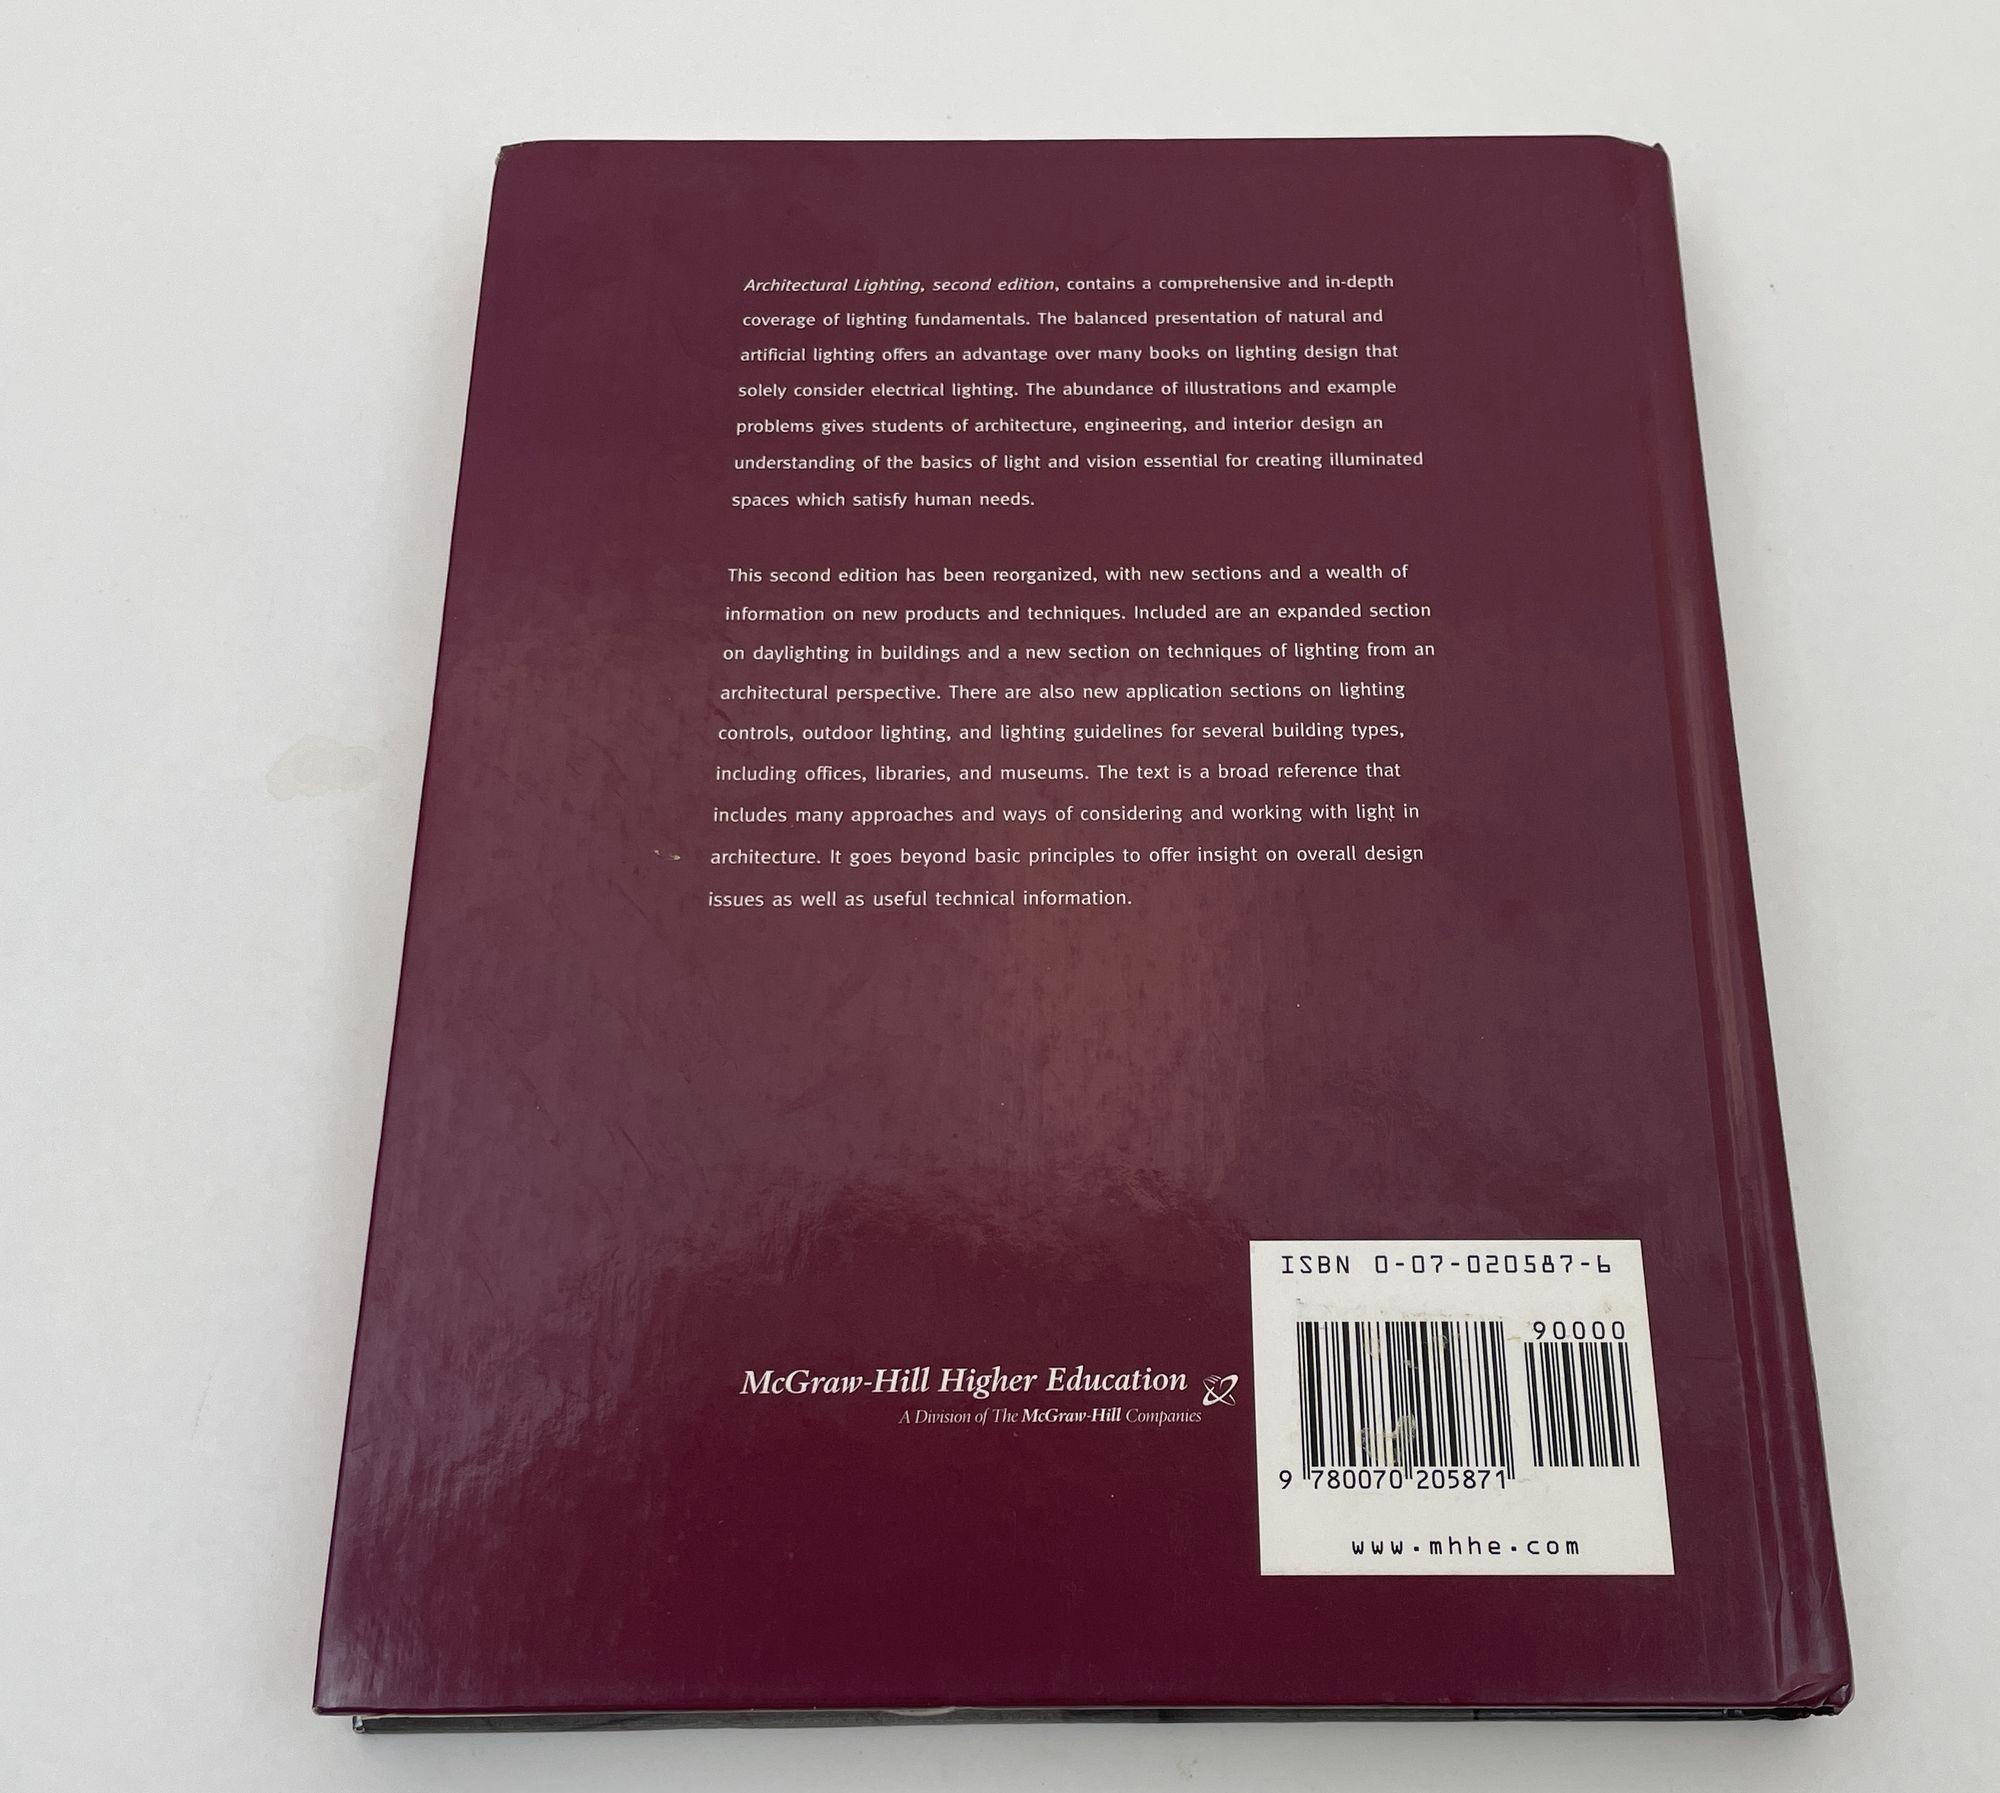 Architectural Lighting, second edition, contains a comprehensive and in-depth
coverage of lighting fundamentals. The balanced presentation of natural and
artificial lighting offers an advantage over many books on lighting design that
solely consider electrical lighting. The abundance of illustrations and example
problems gives students of architecture, engineering, and interior design an
understanding of the basics of light and vision essential for creating illuminated
spaces which satisfy human needs.
This second edition has been reorganized, with new sections and a wealth of
information on new products and techniques. Included are an expanded section
on daylighting in buildings and a new section on techniques of lighting from an
architectural perspective. There are also new application sections on lighting
controls, outdoor lighting, and lighting guidelines for several building types,
including offices, libraries, and museums. The text is a broad reference that
includes many approaches and ways of considering and working with light in
architecture. It goes beyond basic principles to offer insight on overall design
issues as well as useful technical information.
McGraw-Hill Higher Education
A Division of The McGraw-Hill Companies
ISBN 0-07-020587-6
90000
9 780070 205871
www.mhhe.com